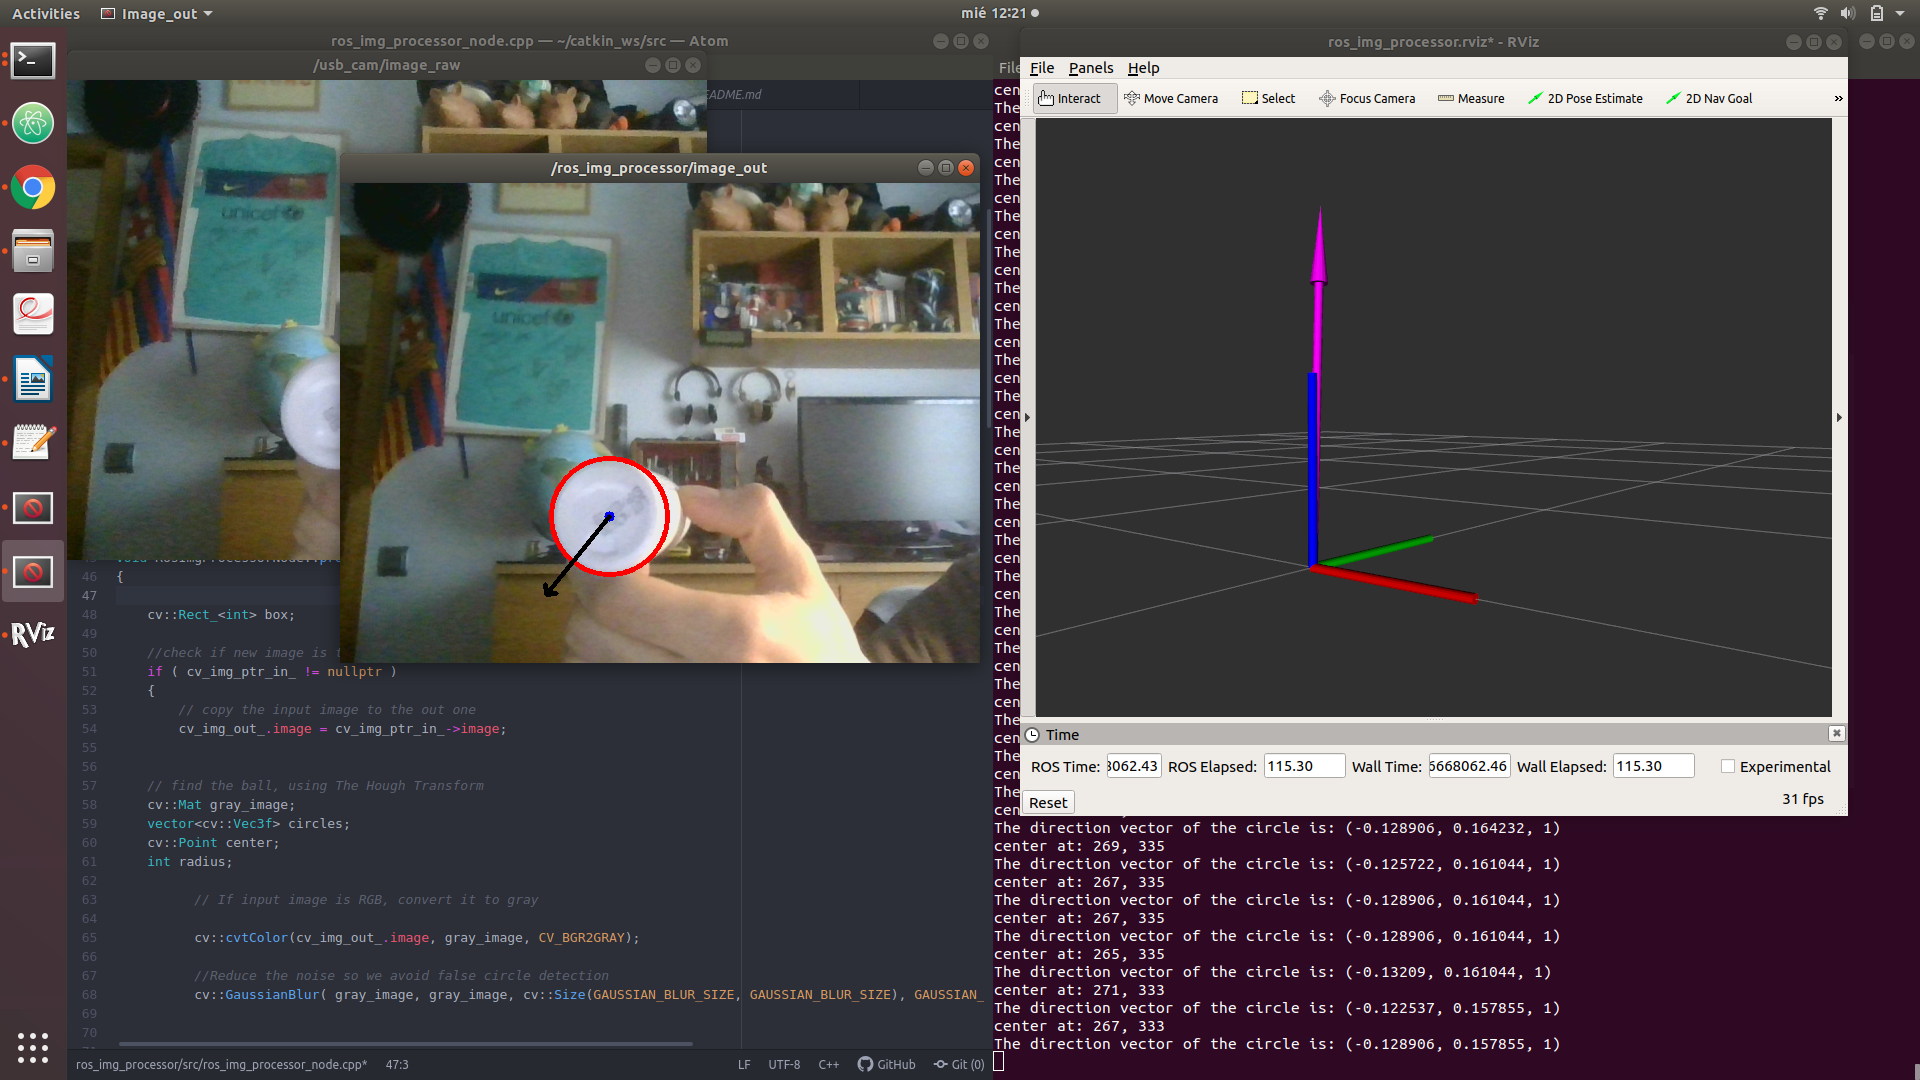 Activities
Image_out
mié 12:21
ros_img_processor_node.cpp — ~/catkin_ws/src — Atom
/usb_cam/image_raw
ADME.md
/ros_img_processor/image_out
unicef
unicef
46 {
47
48 cv::Rect_<int> box;
49
50 //check if new image is
51 if ( cv_img_ptr_in_ != nullptr )
52 {
53 // copy the input image to the out one
54 cv_img_out_.image = cv_img_ptr_in_->image;
55
56
57 // find the ball, using The Hough Transform
58 cv::Mat gray_image;
59 vector<cv::Vec3f> circles;
60 cv::Point center;
61 int radius;
62
63 // If input image is RGB, convert it to gray
64
65 cv::cvtColor(cv_img_out_.image, gray_image, CV_BGR2GRAY);
66
67 //Reduce the noise so we avoid false circle detection
68 cv::GaussianBlur( gray_image, gray_image, cv::Size(GAUSSIAN_BLUR_SIZE, GAUSSIAN_BLUR_SIZE), GAUSSIAN_
69
70
ros_img_processor/src/ros_img_processor_node.cpp* 47:3 LF UTF-8 C++ GitHub Git (0)
RViz
File
ros_img_processor.rviz* - RViz
File Panels Help
Interact Move Camera Select Focus Camera Measure 2D Pose Estimate 2D Nav Goal »
Time
ROS Time: 3062.43 ROS Elapsed: 115.30 Wall Time: 6668062.46 Wall Elapsed: 115.30 Experimental
Reset 31 fps
cen
The
cen
The
cen
The
cen
The
cen
The
cen
The
cen
The
cen
The
cen
The
cen
The
cen
The
cen
The
cen
The
cen
The
cen
The
cen
The
cen
The
cen
The
cen
The
cen
The
cen
The direction vector of the circle is: (-0.128906, 0.164232, 1)
center at: 269, 335
The direction vector of the circle is: (-0.125722, 0.161044, 1)
center at: 267, 335
The direction vector of the circle is: (-0.128906, 0.161044, 1)
center at: 267, 335
The direction vector of the circle is: (-0.128906, 0.161044, 1)
center at: 265, 335
The direction vector of the circle is: (-0.13209, 0.161044, 1)
center at: 271, 333
The direction vector of the circle is: (-0.122537, 0.157855, 1)
center at: 267, 333
The direction vector of the circle is: (-0.128906, 0.157855, 1)